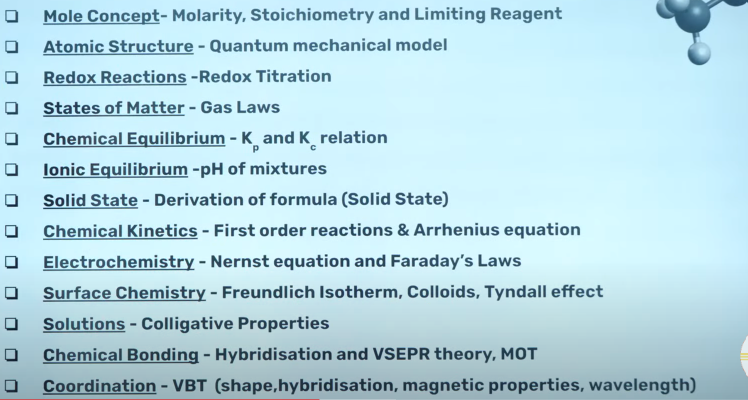 Mole Concept- Molarity, Stoichiometry and Limiting Reagent
Atomic Structure - Quantum mechanical model
Redox Reactions -Redox Titration
States of Matter - Gas Laws
Chemical Equilibrium - Kp and Kc relation
Ionic Equilibrium -pH of mixtures
Solid State - Derivation of formula (Solid State)
Chemical Kinetics - First order reactions & Arrhenius equation
Electrochemistry - Nernst equation and Faraday's Laws
Surface Chemistry - Freundlich Isotherm, Colloids, Tyndall effect
Solutions - Colligative Properties
Chemical Bonding - Hybridisation and VSEPR theory, MOT
Coordination - VBT (shape,hybridisation, magnetic properties, wavelength)